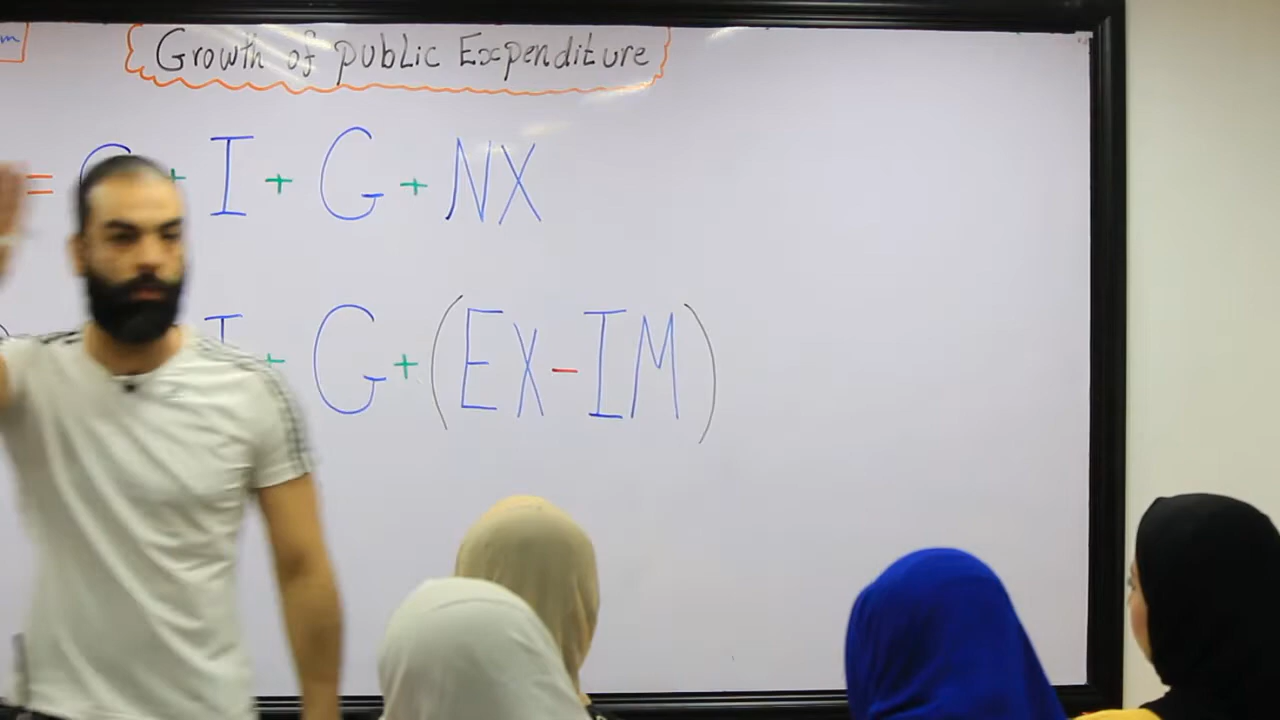 m
Growth of public Expenditure
= C + I + G + NX
I + G + (EX - IM)